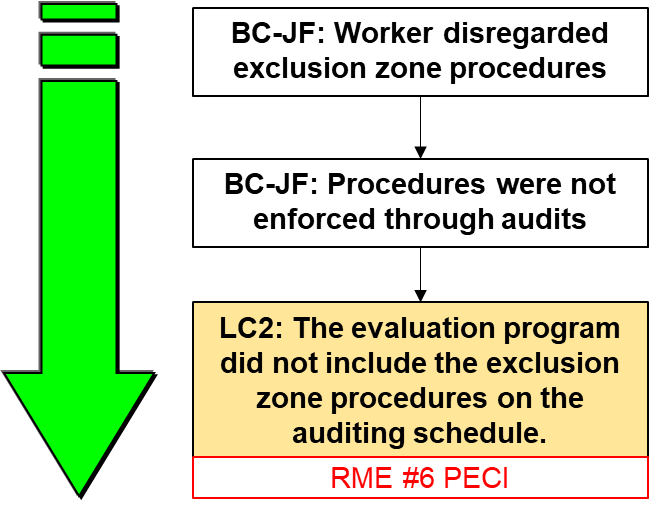 BC-JF: Worker disregarded
exclusion zone procedures
BC-JF: Procedures were not
enforced through audits
LC2: The evaluation program
did not include the exclusion
zone procedures on the
auditing schedule.
RME #6 PECI